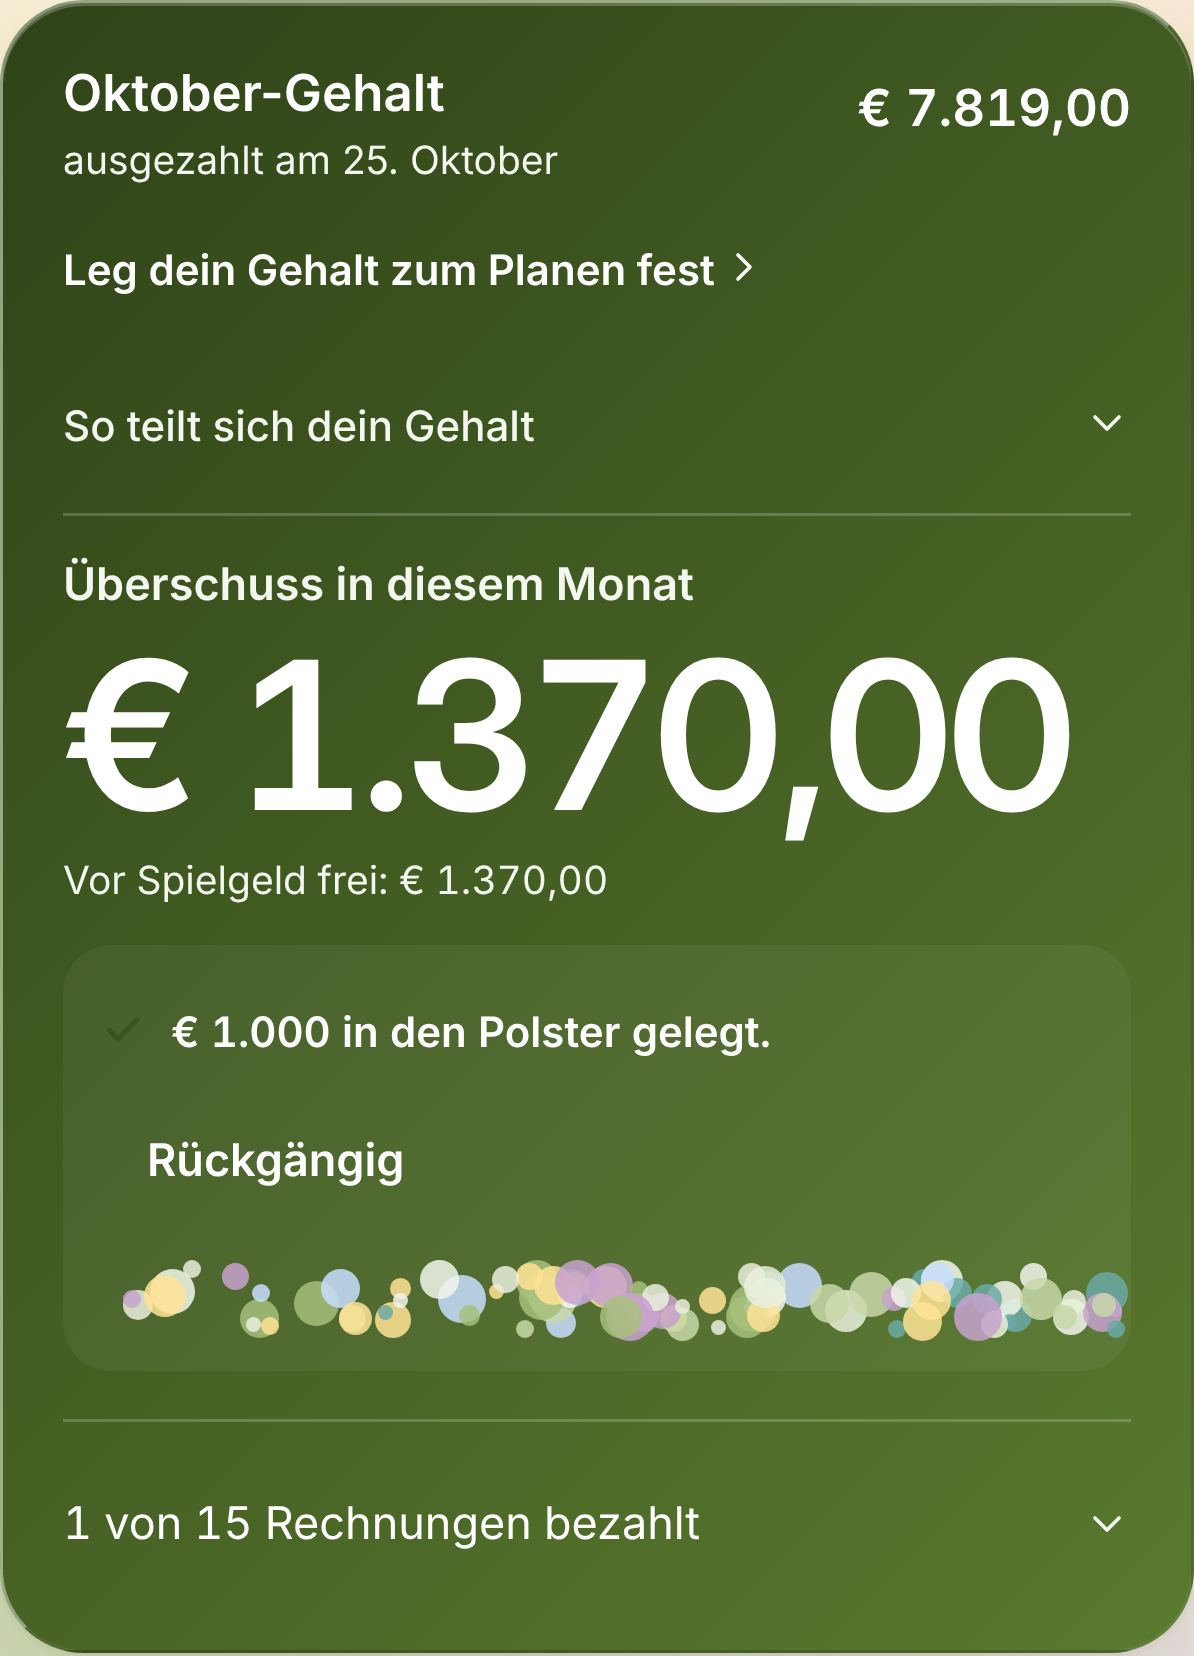 Oktober-Gehalt
€ 7.819,00
ausgezahlt am 25. Oktober
Leg dein Gehalt zum Planen fest
So teilt sich dein Gehalt
Überschuss in diesem Monat
€ 1.370,00
Vor Spielgeld frei: € 1.370,00
€ 1.000 in den Polster gelegt.
Rückgängig
1 von 15 Rechnungen bezahlt